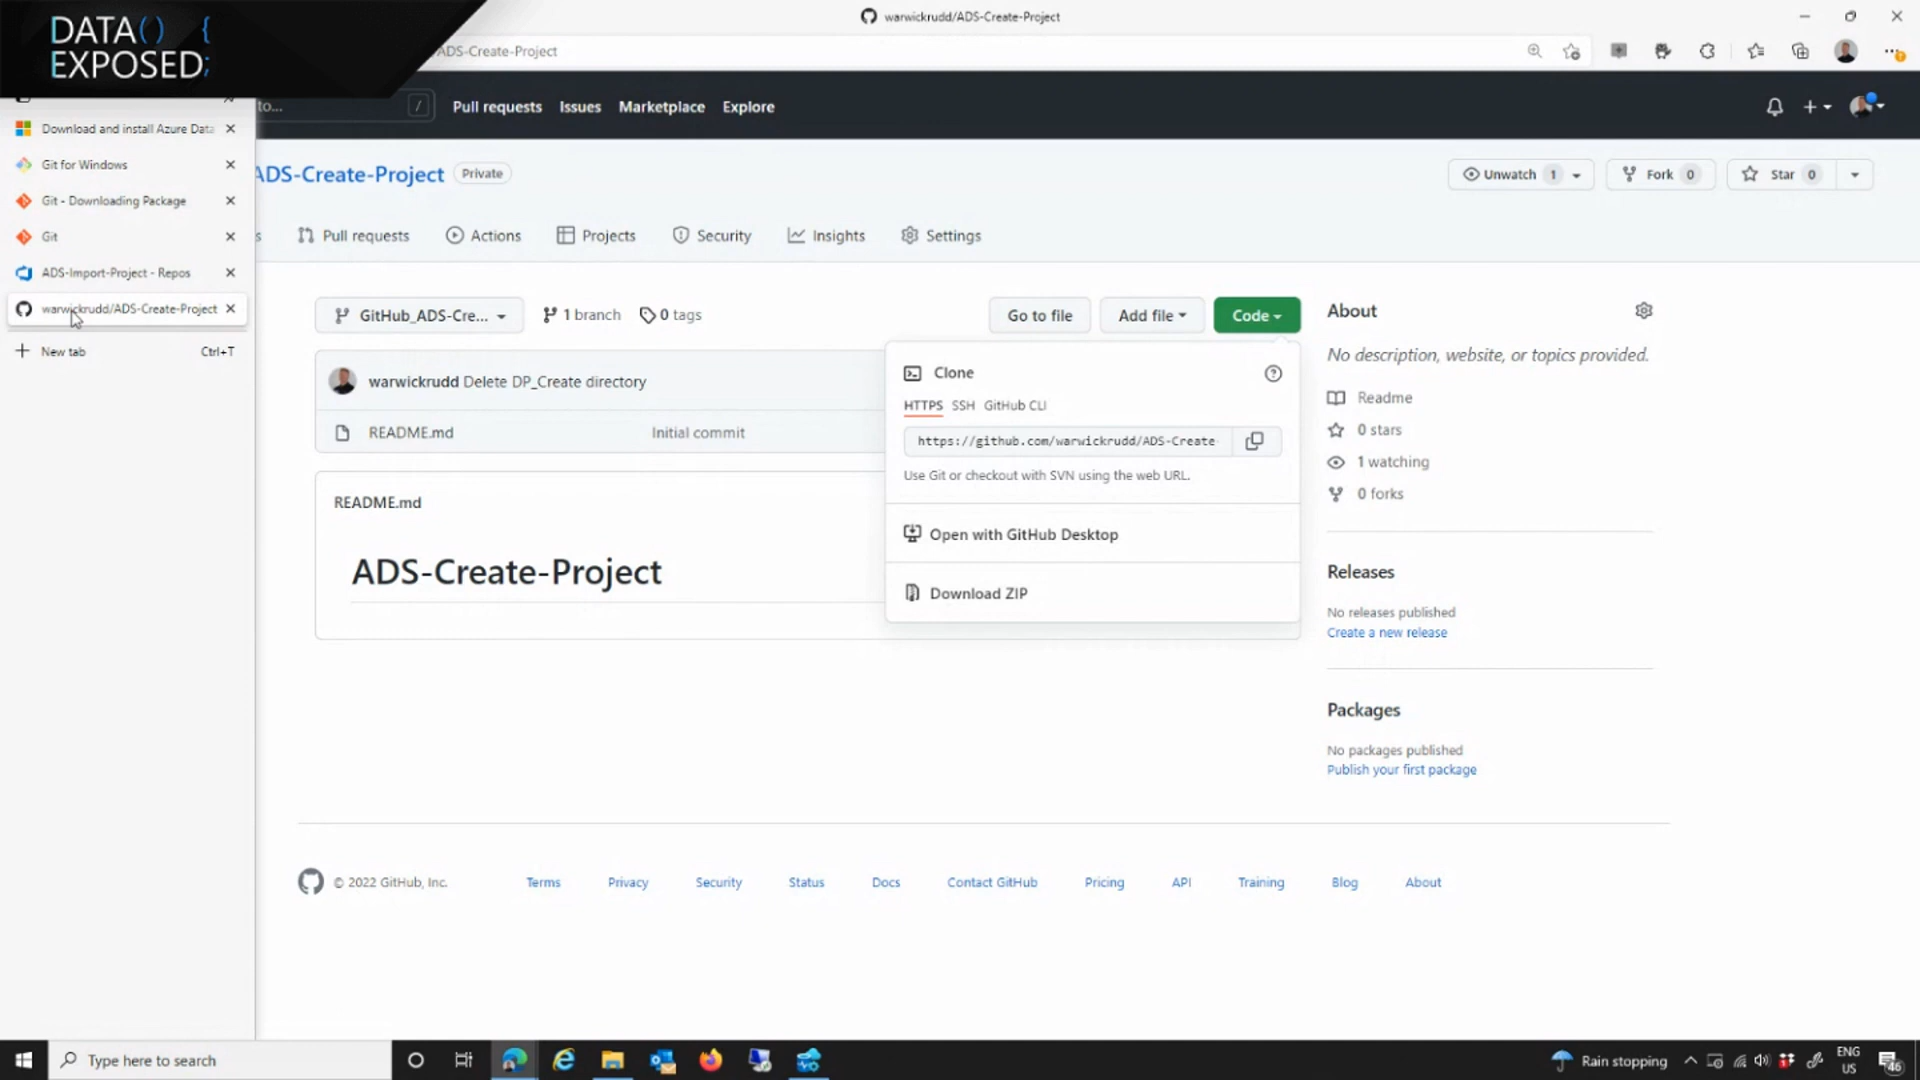 DATA() {
EXPOSED;
warwickrudd/ADS-Create-Project
ADS-Create-Project
to...
/
Pull requests
Issues
Marketplace
Explore
Download and install Azure Data
Git for Windows
Git - Downloading Package
Git
ADS-Import-Project - Repos
warwickrudd/ADS-Create-Project
New tab
Ctrl+T
ADS-Create-Project
Private
Unwatch 1
Fork 0
Star 0
s
Pull requests
Actions
Projects
Security
Insights
Settings
GitHub_ADS-Cre...
1 branch
0 tags
Go to file
Add file
Code
warwickrudd Delete DP_Create directory
README.md
Initial commit
README.md
ADS-Create-Project
Clone
HTTPS SSH GitHub CLI
https://github.com/warwickrudd/ADS-Create-
Use Git or checkout with SVN using the web URL.
Open with GitHub Desktop
Download ZIP
About
No description, website, or topics provided.
Readme
0 stars
1 watching
0 forks
Releases
No releases published
Create a new release
Packages
No packages published
Publish your first package
© 2022 GitHub, Inc.
Terms
Privacy
Security
Status
Docs
Contact GitHub
Pricing
API
Training
Blog
About
Type here to search
Rain stopping
ENG
US
46